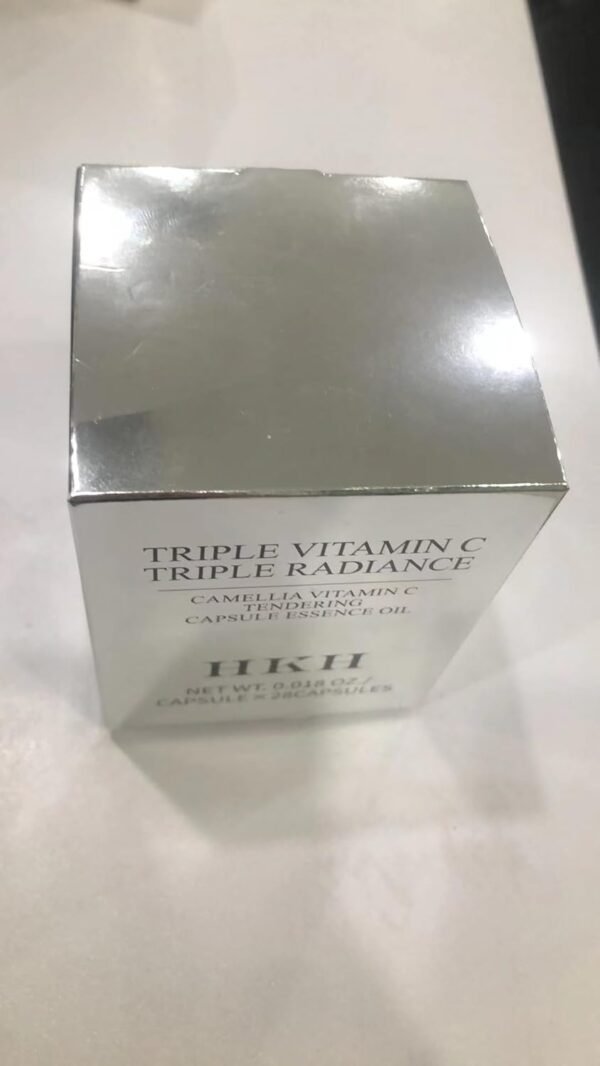 TRIPLE VITAMIN C
TRIPLE RADIANCE
CAMELLIA VITAMIN C
TENDERING
CAPSULE ESSENCE OIL
HKH
NET WT. 0.018 OZ./
CAPSULE × 28CAPSULES